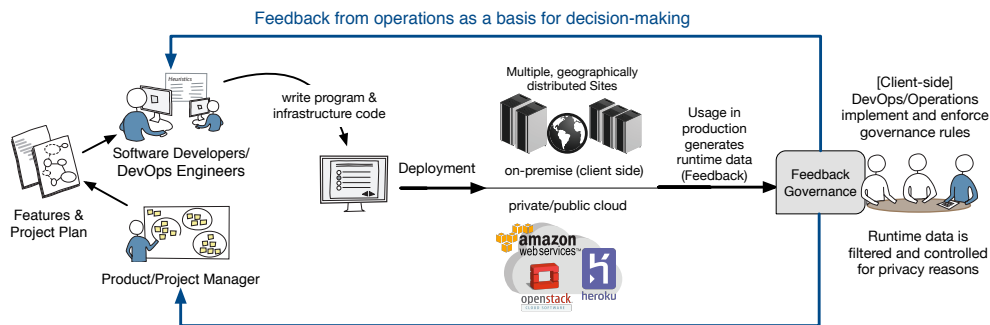 Feedback from operations as a basis for decision-making
Heuristics
write program &
infrastructure code
Software Developers/
DevOps Engineers
Features &
Project Plan
Product/Project Manager
Deployment
Multiple, geographically
distributed Sites
on-premise (client side)
private/public cloud
amazon
webservices™
openstack
CLOUD SOFTWARE
heroku
Usage in
production
generates
runtime data
(Feedback)
Feedback
Governance
[Client-side]
DevOps/Operations
implement and enforce
governance rules
Runtime data is
filtered and controlled
for privacy reasons